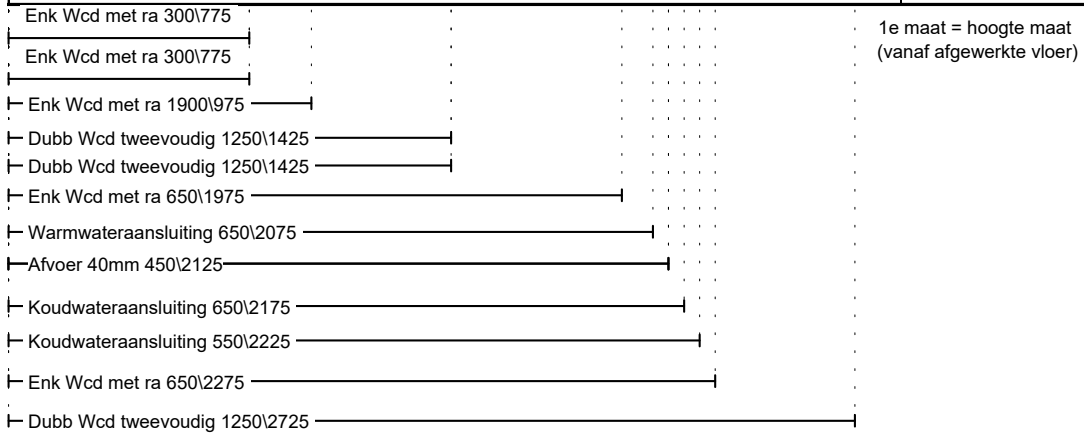 Enk Wcd met ra 300\775
1e maat = hoogte maat
(vanaf afgewerkte vloer)
Enk Wcd met ra 300\775
Enk Wcd met ra 1900\975
Dubb Wcd tweevoudig 1250\1425
Dubb Wcd tweevoudig 1250\1425
Enk Wcd met ra 650\1975
Warmwateraansluiting 650\2075
Afvoer 40mm 450\2125
Koudwateraansluiting 650\2175
Koudwateraansluiting 550\2225
Enk Wcd met ra 650\2275
Dubb Wcd tweevoudig 1250\2725